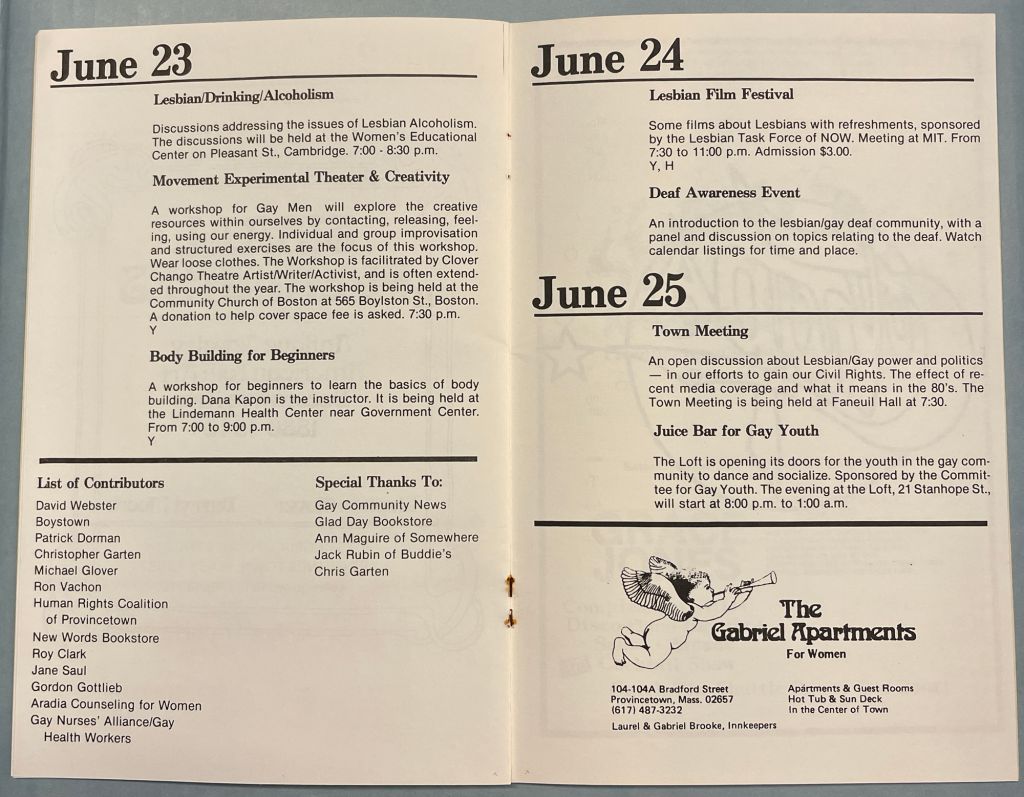 June 23
Lesbian/Drinking/Alcoholism
Discussions addressing the issues of Lesbian Alcoholism.
The discussions will be held at the Women's Educational
Center on Pleasant St., Cambridge. 7:00 - 8:30 p.m.
Movement Experimental Theater & Creativity
A workshop for Gay Men will explore the creative
resources within ourselves by contacting, releasing, feel-
ing, using our energy. Individual and group improvisation
and structured exercises are the focus of this workshop.
Wear loose clothes. The Workshop is facilitrated by Clover
Chango Theatre Artist/Writer/Activist, and is often extend-
ed throughout the year. The workshop is being held at the
Community Church of Boston at 565 Boylston St., Boston.
A donation to help cover space fee is asked. 7:30 p.m.
Y
Body Building for Beginners
A workshop for beginners to learn the basics of body
building. Dana Kapon is the instructor. It is being held at
the Lindemann Health Center near Government Center.
From 7:00 to 9:00 p.m.
Y
List of Contributors
David Webster
Boystown
Patrick Dorman
Christopher Garten
Michael Glover
Ron Vachon
Human Rights Coalition
of Provincetown
New Words Bookstore
Roy Clark
Jane Saul
Gordon Gottlieb
Aradia Counseling for Women
Gay Nurses' Alliance/Gay
Health Workers
Special Thanks To:
Gay Community News
Glad Day Bookstore
Ann Maguire of Somewhere
Jack Rubin of Buddie's
Chris Garten
June 24
Lesbian Film Festival
Some films about Lesbians with refreshments, sponsored
by the Lesbian Task Force of NOW. Meeting at MIT. From
7:30 to 11:00 p.m. Admission $3.00.
Y, H
Deaf Awareness Event
An introduction to the lesbian/gay deaf community, with a
panel and discussion on topics relating to the deaf. Watch
calendar listings for time and place.
June 25
Town Meeting
An open discussion about Lesbian/Gay power and politics
— in our efforts to gain our Civil Rights. The effect of re-
cent media coverage and what it means in the 80's. The
Town Meeting is being held at Faneuil Hall at 7:30.
Juice Bar for Gay Youth
The Loft is opening its doors for the youth in the gay com-
munity to dance and socialize. Sponsored by the Commit-
tee for Gay Youth. The evening at the Loft, 21 Stanhope St.,
will start at 8:00 p.m. to 1:00 a.m.
The
Gabriel Apartments
For Women
104-104A Bradford Street
Provincetown, Mass. 02657
(617) 487-3232
Laurel & Gabriel Brooke, Innkeepers
Apartments & Guest Rooms
Hot Tub & Sun Deck
In the Center of Town